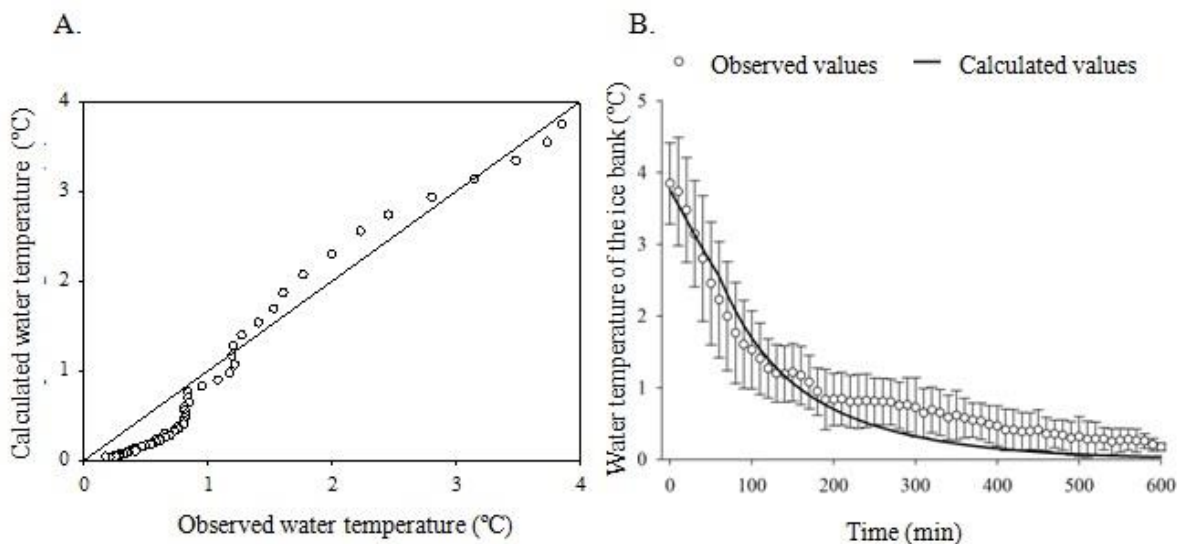 A.
Calculated water temperature (°C)
4
3
2
1
0
0
1
2
3
4
Observed water temperature (°C)
B.
Observed values
Calculated values
Water temperature of the ice bank (°C)
5
4
3
2
1
0
0
100
200
300
400
500
600
Time (min)